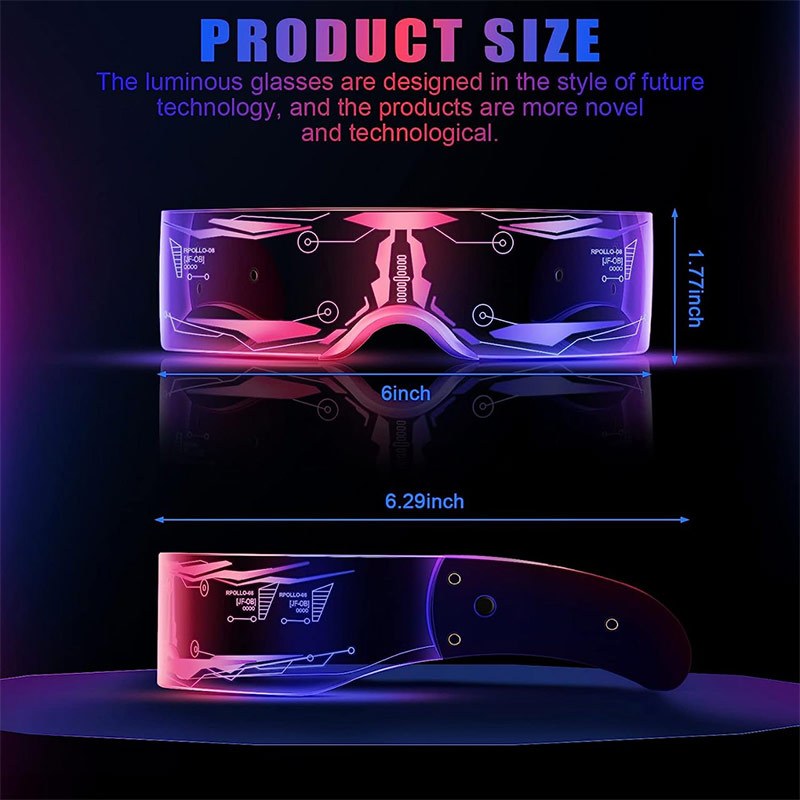 PRODUCT SIZE
The luminous glasses are designed in the style of future
technology, and the products are more novel
and technological.
RPOLLO-08
[JF-OB]
0000
RPOLLO-08
[JF-OB]
0000
1.77inch
6inch
6.29inch
RPOLLO-08
[JF-OB]
0000
RPOLLO-08
[JF-OB]
0000